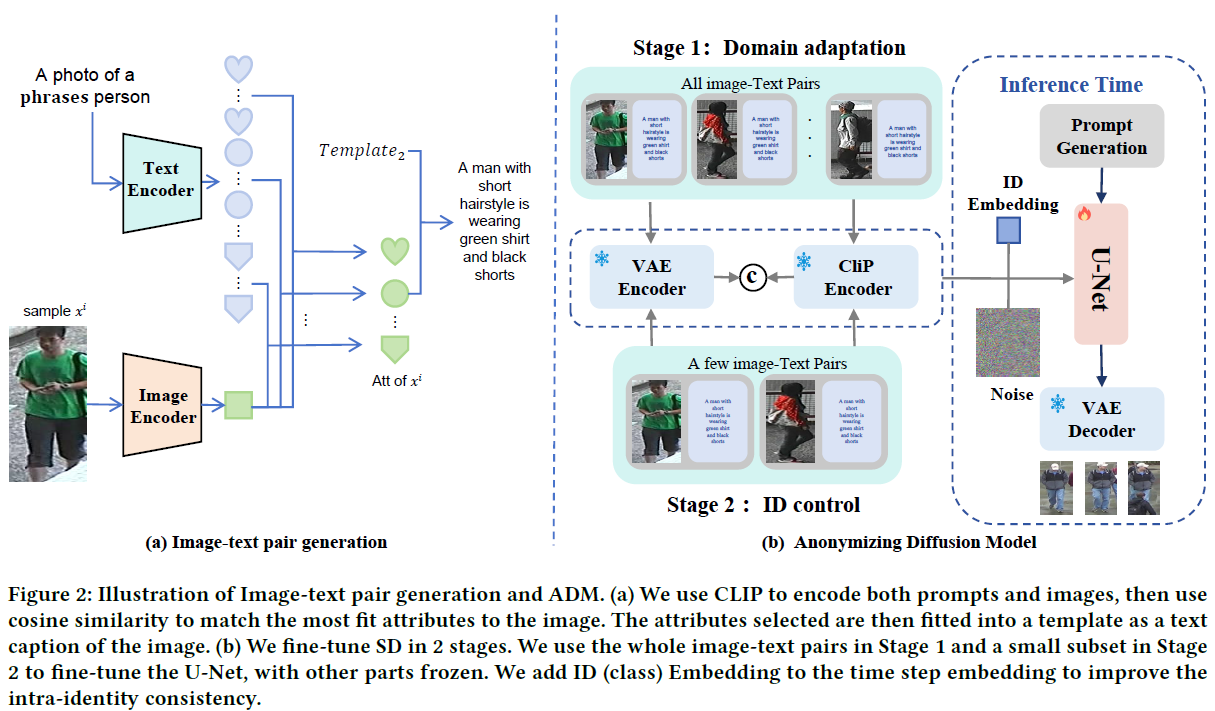 A photo of a
phrases person
Text
Encoder
Template₂
A man with
short
hairstyle is
wearing
green shirt
and black
shorts
sample xⁱ
Image
Encoder
Att of xⁱ
(a) Image-text pair generation
Stage 1： Domain adaptation
All image-Text Pairs
A man with
short
hairstyle is
wearing
green shirt
and black
shorts
A man with
short
hairstyle is
wearing
green shirt
and black
shorts
A man with
short hairstyle
is wearing
green shirt and
black shorts
VAE
Encoder
C
CliP
Encoder
A few image-Text Pairs
A man with
short
hairstyle is
wearing
green shirt
and black
shorts
A man with
short
hairstyle is
wearing
green shirt
and black
shorts
Stage 2： ID control
Inference Time
Prompt
Generation
ID
Embedding
U-Net
Noise
VAE
Decoder
(b) Anonymizing Diffusion Model
Figure 2: Illustration of Image-text pair generation and ADM. (a) We use CLIP to encode both prompts and images, then use
cosine similarity to match the most fit attributes to the image. The attributes selected are then fitted into a template as a text
caption of the image. (b) We fine-tune SD in 2 stages. We use the whole image-text pairs in Stage 1 and a small subset in Stage
2 to fine-tune the U-Net, with other parts frozen. We add ID (class) Embedding to the time step embedding to improve the
intra-identity consistency.